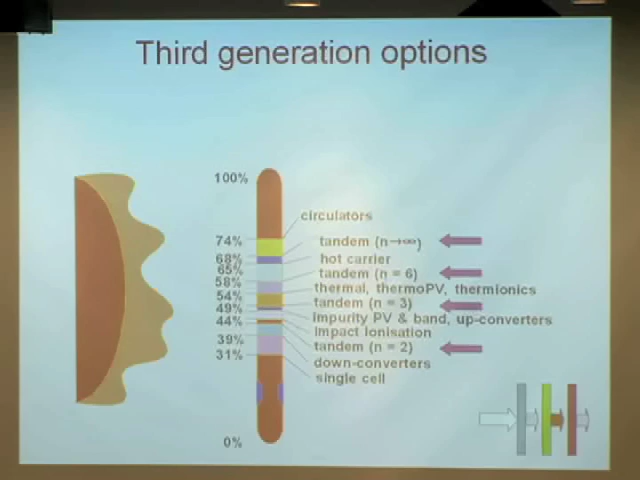 Third generation options
100%
circulators
74%
tandem (n→∞)
68%
hot carrier
65%
tandem (n = 6)
58%
thermal, thermoPV, thermionics
54%
tandem (n = 3)
49%
impurity PV & band, up-converters
44%
impact ionisation
tandem (n = 2)
39%
down-converters
31%
single cell
0%